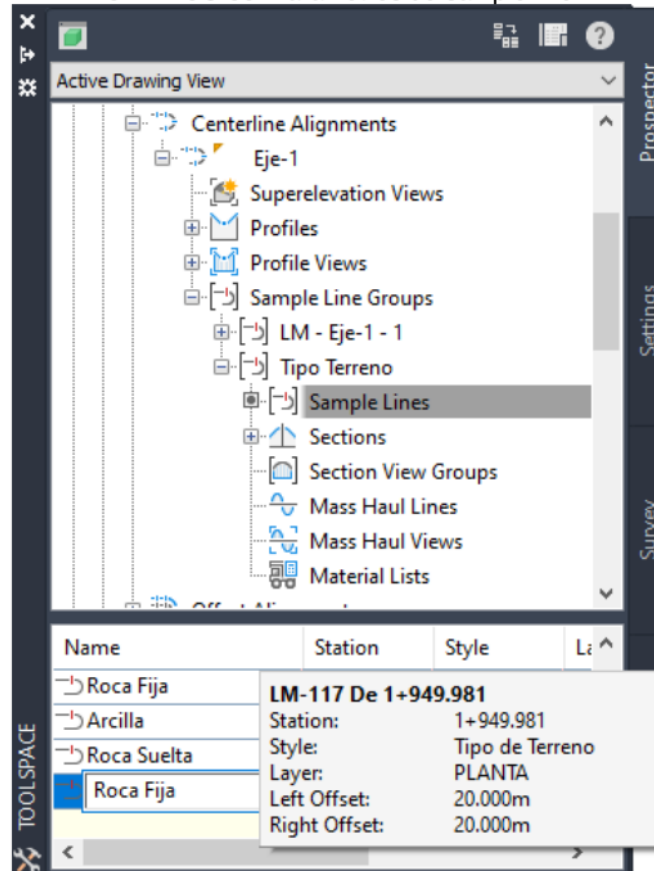 Active Drawing View
Centerline Alignments
Eje-1
Superelevation Views
Profiles
Profile Views
Sample Line Groups
LM - Eje-1 - 1
Tipo Terreno
Sample Lines
Sections
Section View Groups
Mass Haul Lines
Mass Haul Views
Material Lists
Name Station Style
Roca Fija
Arcilla
Roca Suelta
Roca Fija
LM-117 De 1+949.981
Station: 1+949.981
Style: Tipo de Terreno
Layer: PLANTA
Left Offset: 20.000m
Right Offset: 20.000m
TOOLSPACE
Prospector
Settings
Survey